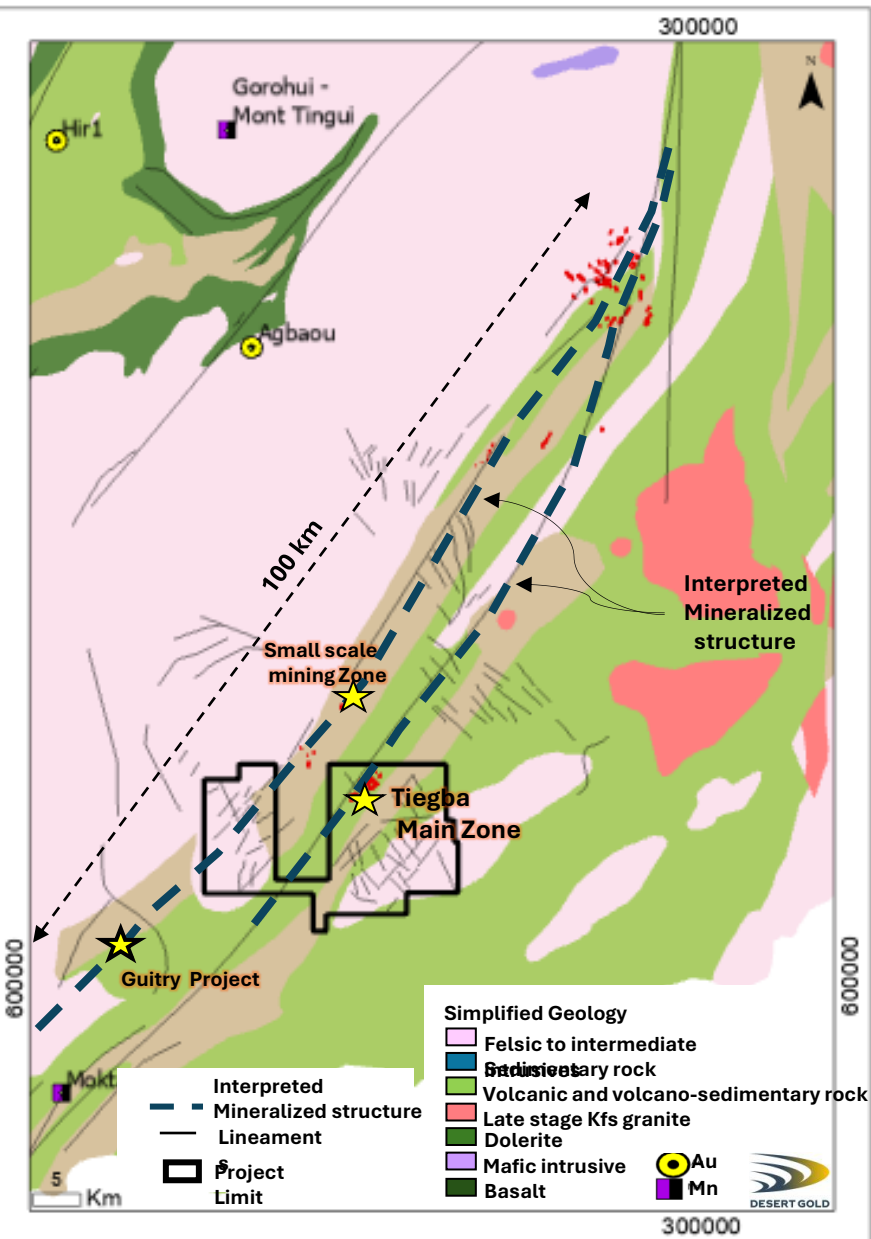 300000
N
Gorohui -
Mont Tingui
Hir1
Agbaou
100 km
Interpreted
Mineralized
structure
Small scale
mining Zone
Tiegba
Main Zone
600000
600000
Guitry Project
Mokt
Simplified Geology
Felsic to intermediate
intrusives
Sedimentary rock
Volcanic and volcano-sedimentary rock
Late stage Kfs granite
Dolerite
Mafic intrusive
Basalt
Au
Mn
Interpreted
Mineralized structure
Lineament
s
Project
Limit
5
Km
DESERT GOLD
300000